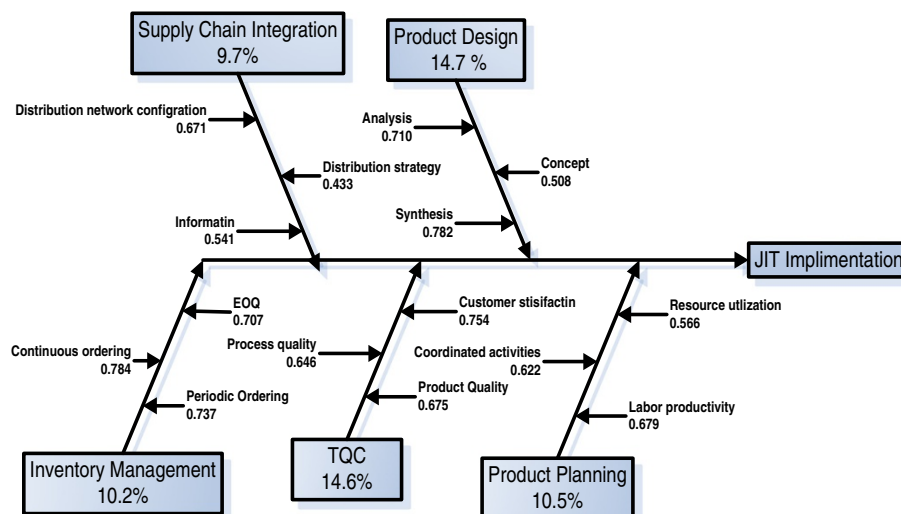 Supply Chain Integration
9.7%
Product Design
14.7 %
Distribution network configration
0.671
Analysis
0.710
Distribution strategy
0.433
Concept
0.508
Informatin
0.541
Synthesis
0.782
JIT Implimentation
EOQ
0.707
Customer stisifactin
0.754
Resource utlization
0.566
Process quality
0.646
Continuous ordering
0.784
Coordinated activities
0.622
Periodic Ordering
0.737
Product Quality
0.675
Labor productivity
0.679
Inventory Management
10.2%
TQC
14.6%
Product Planning
10.5%